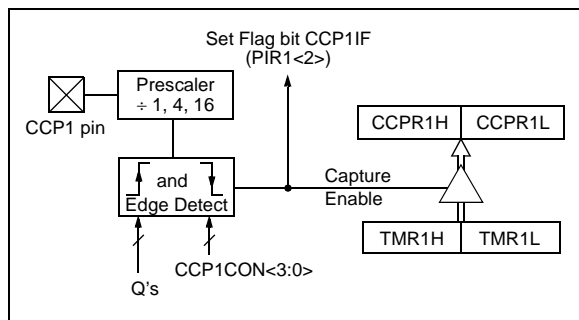 Set Flag bit CCP1IF
(PIR1<2>)
Prescaler
÷ 1, 4, 16
CCP1 pin
CCPR1H
CCPR1L
and
Edge Detect
Capture
Enable
TMR1H
TMR1L
CCP1CON<3:0>
Q's